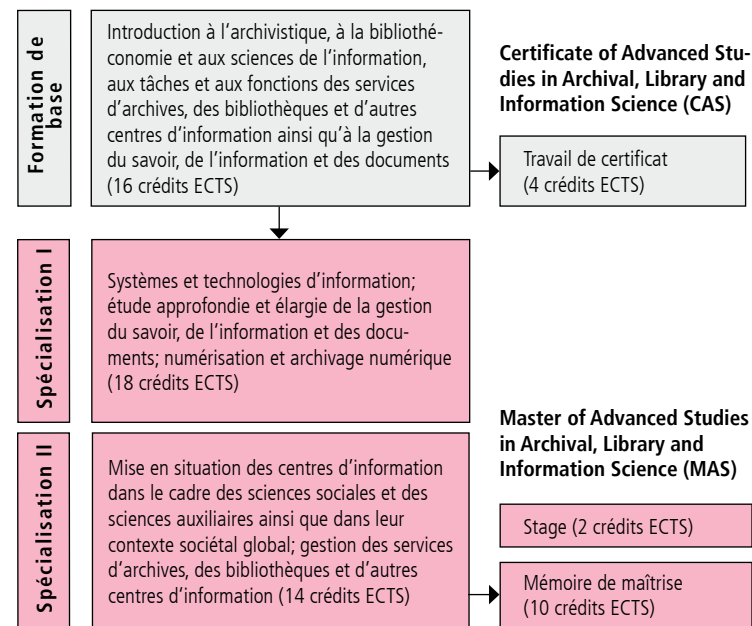 Formation de
base
Introduction à l'archivistique, à la bibliothé-
conomie et aux sciences de l'information,
aux tâches et aux fonctions des services
d'archives, des bibliothèques et d'autres
centres d'information ainsi qu'à la gestion
du savoir, de l'information et des documents
(16 crédits ECTS)
Certificate of Advanced Stu-
dies in Archival, Library and
Information Science (CAS)
Travail de certificat
(4 crédits ECTS)
Spécialisation I
Systèmes et technologies d'information;
étude approfondie et élargie de la gestion
du savoir, de l'information et des docu-
ments; numérisation et archivage numérique
(18 crédits ECTS)
Spécialisation II
Mise en situation des centres d'information
dans le cadre des sciences sociales et des
sciences auxiliaires ainsi que dans leur
contexte sociétal global; gestion des services
d'archives, des bibliothèques et d'autres
centres d'information (14 crédits ECTS)
Master of Advanced Studies
in Archival, Library and
Information Science (MAS)
Stage (2 crédits ECTS)
Mémoire de maîtrise
(10 crédits ECTS)